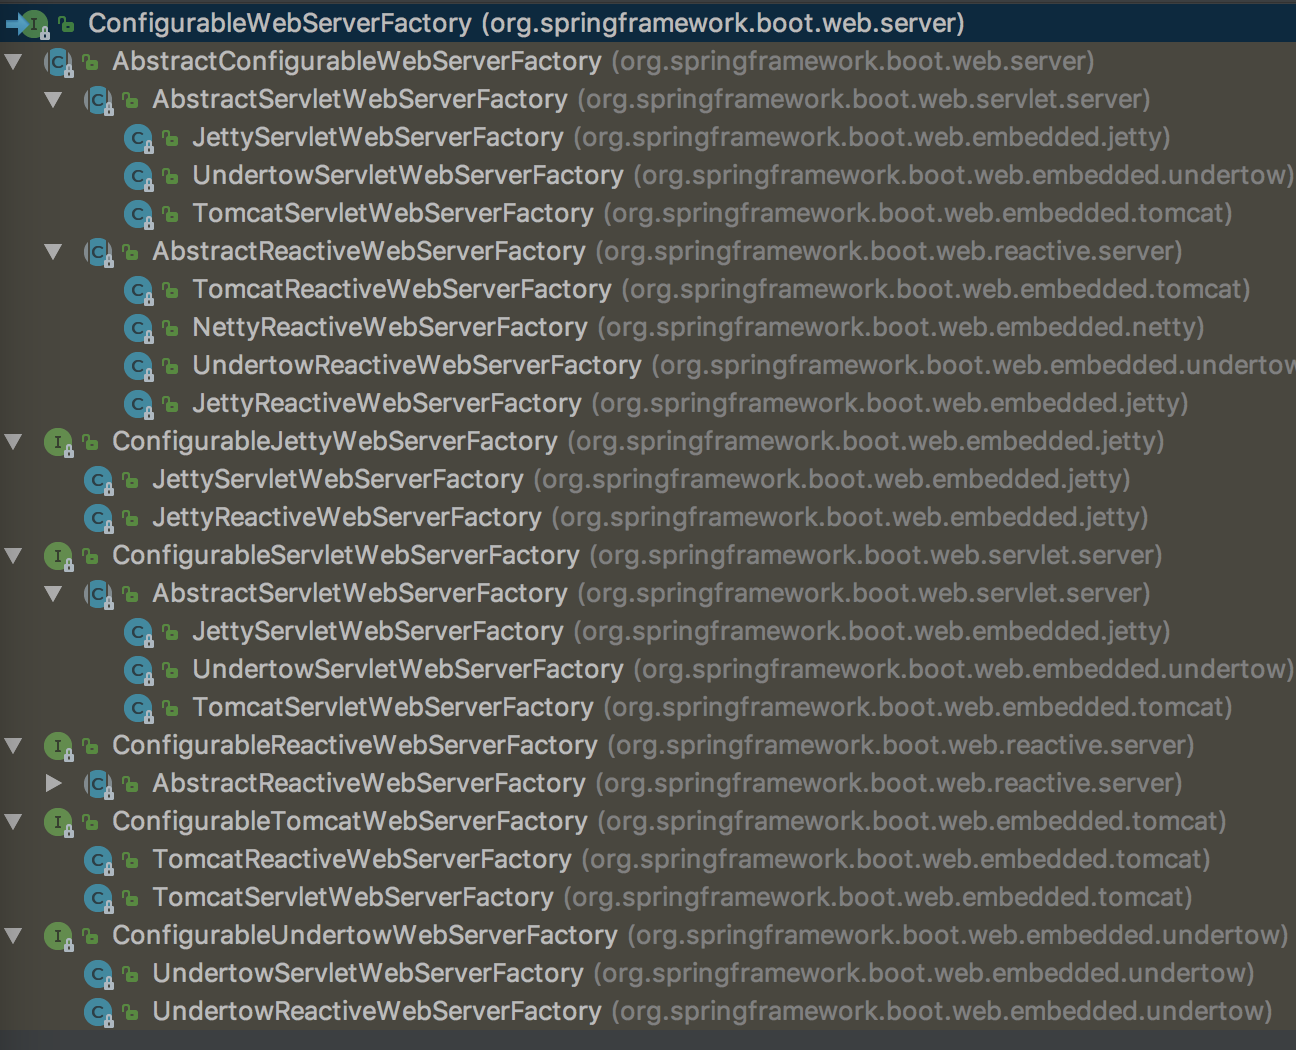 ConfigurableWebServerFactory (org.springframework.boot.web.server)
AbstractConfigurableWebServerFactory (org.springframework.boot.web.server)
AbstractServletWebServerFactory (org.springframework.boot.web.servlet.server)
JettyServletWebServerFactory (org.springframework.boot.web.embedded.jetty)
UndertowServletWebServerFactory (org.springframework.boot.web.embedded.undertow)
TomcatServletWebServerFactory (org.springframework.boot.web.embedded.tomcat)
AbstractReactiveWebServerFactory (org.springframework.boot.web.reactive.server)
TomcatReactiveWebServerFactory (org.springframework.boot.web.embedded.tomcat)
NettyReactiveWebServerFactory (org.springframework.boot.web.embedded.netty)
UndertowReactiveWebServerFactory (org.springframework.boot.web.embedded.undertow
JettyReactiveWebServerFactory (org.springframework.boot.web.embedded.jetty)
ConfigurableJettyWebServerFactory (org.springframework.boot.web.embedded.jetty)
JettyServletWebServerFactory (org.springframework.boot.web.embedded.jetty)
JettyReactiveWebServerFactory (org.springframework.boot.web.embedded.jetty)
ConfigurableServletWebServerFactory (org.springframework.boot.web.servlet.server)
AbstractServletWebServerFactory (org.springframework.boot.web.servlet.server)
JettyServletWebServerFactory (org.springframework.boot.web.embedded.jetty)
UndertowServletWebServerFactory (org.springframework.boot.web.embedded.undertow)
TomcatServletWebServerFactory (org.springframework.boot.web.embedded.tomcat)
ConfigurableReactiveWebServerFactory (org.springframework.boot.web.reactive.server)
AbstractReactiveWebServerFactory (org.springframework.boot.web.reactive.server)
ConfigurableTomcatWebServerFactory (org.springframework.boot.web.embedded.tomcat)
TomcatReactiveWebServerFactory (org.springframework.boot.web.embedded.tomcat)
TomcatServletWebServerFactory (org.springframework.boot.web.embedded.tomcat)
ConfigurableUndertowWebServerFactory (org.springframework.boot.web.embedded.undertow)
UndertowServletWebServerFactory (org.springframework.boot.web.embedded.undertow)
UndertowReactiveWebServerFactory (org.springframework.boot.web.embedded.undertow)